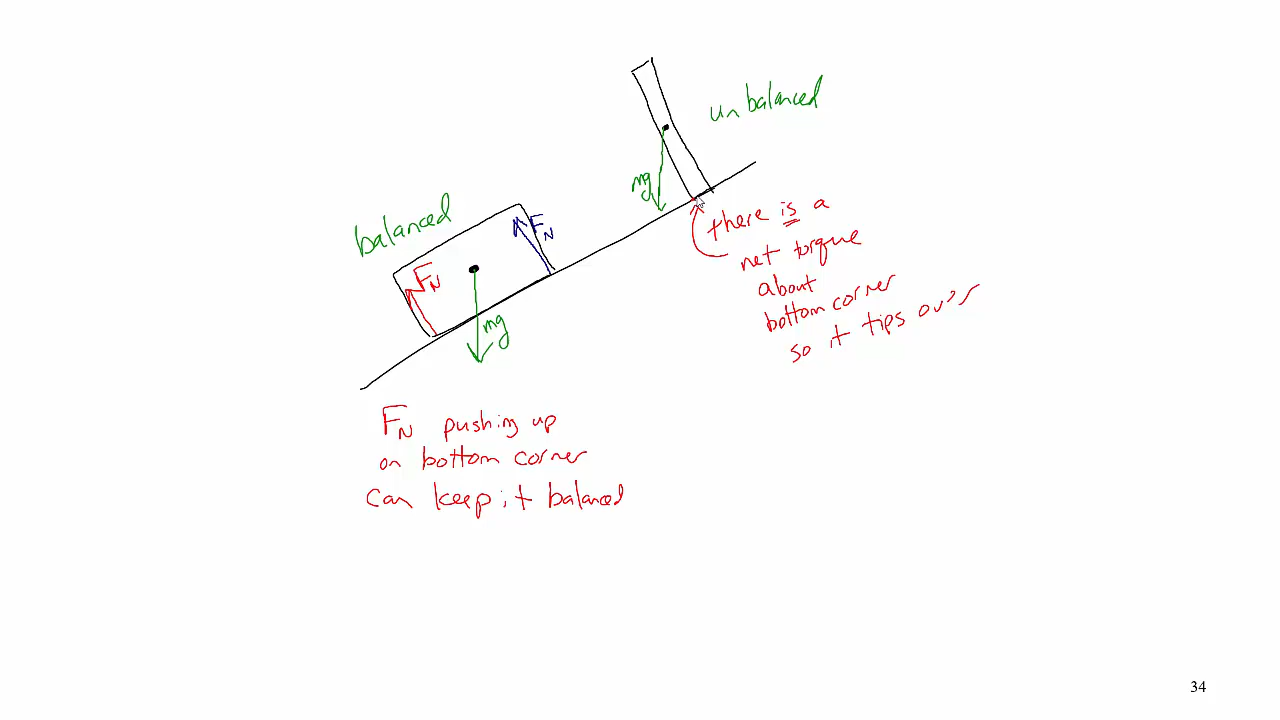 unbalanced
mg
balanced
F_N
F_N
mg
there is a
net torque
about
bottom corner
so it tips over
F_N pushing up
on bottom corner
can keep it balanced
34